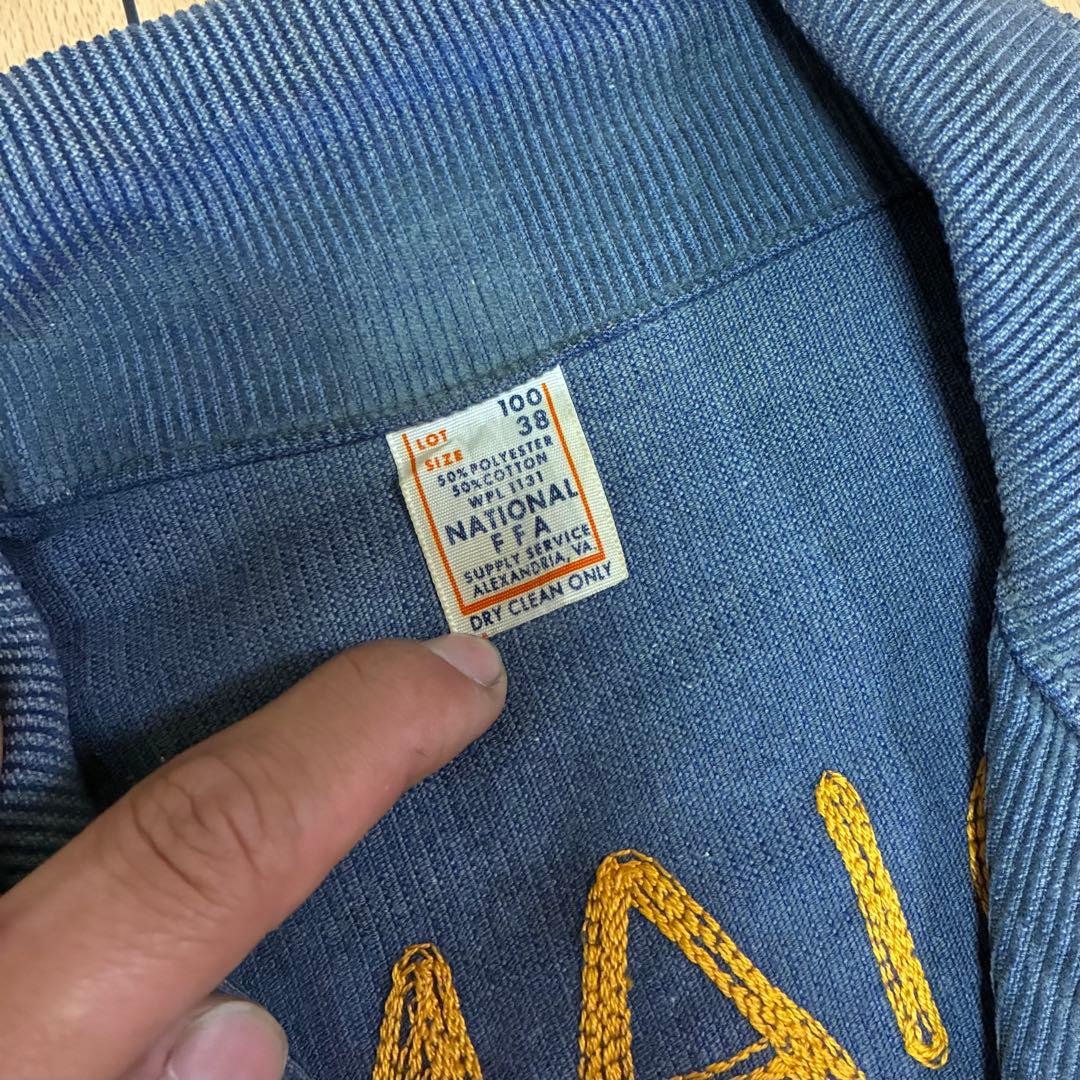 LOT 100
SIZE 38
50% POLYESTER
50% COTTON
WPL 1131
NATIONAL
FFA
SUPPLY SERVICE
ALEXANDRIA, VA.
DRY CLEAN ONLY